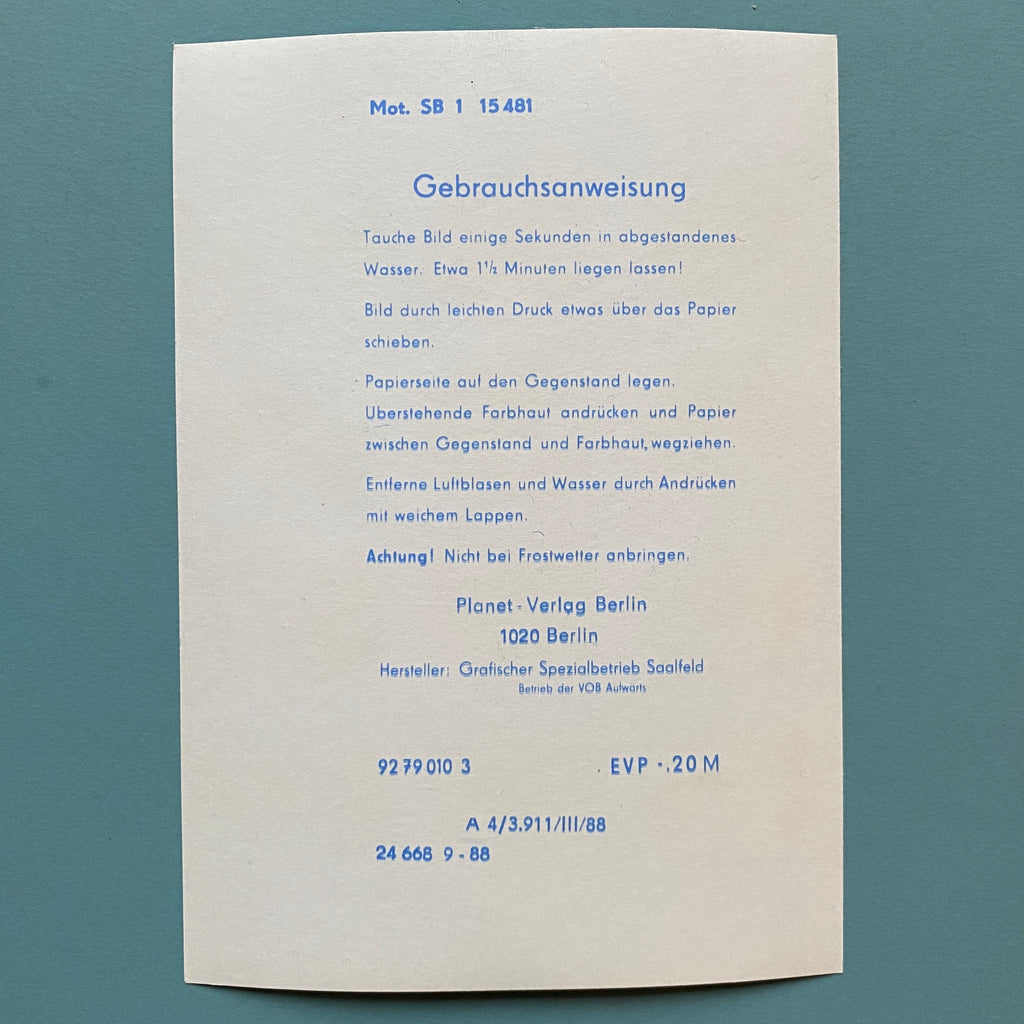 Mot. SB 1 15 481
Gebrauchsanweisung
Tauche Bild einige Sekunden in abgestandenes
Wasser. Etwa 1½ Minuten liegen lassen!
Bild durch leichten Druck etwas über das Papier
schieben.
Papierseite auf den Gegenstand legen.
Überstehende Farbhaut andrücken und Papier
zwischen Gegenstand und Farbhaut, wegziehen.
Entferne Luftblasen und Wasser durch Andrücken
mit weichem Lappen.
Achtung! Nicht bei Frostwetter anbringen.
Planet-Verlag Berlin
1020 Berlin
Hersteller: Grafischer Spezialbetrieb Saalfeld
Betrieb der VOB Aufwärts
92 79 010 3 EVP -.20 M
A 4/3.911/III/88
24 668 9 - 88